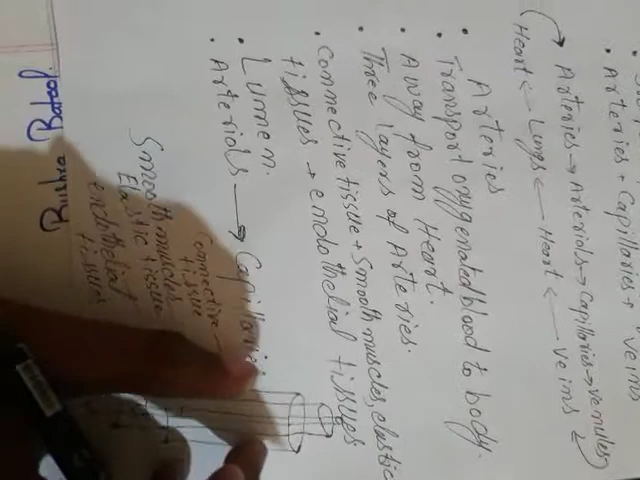 • Arteries + Capillaries + veins
Arteries → Arteriols → Capillaries → venules
Heart ← Lungs ← Heart ← veins
Arteries
• Transport oxygenated blood to body.
• Away from Heart.
• Three layers of Arteries.
• connective tissue + Smooth muscles, elastic
tissues → endothelial tissues.
• Lumen.
• Arteriols → Capillaries
Connective
tissue
Smooth muscles
Elastic tissue
endothelial
tissues
Bushra Batool.